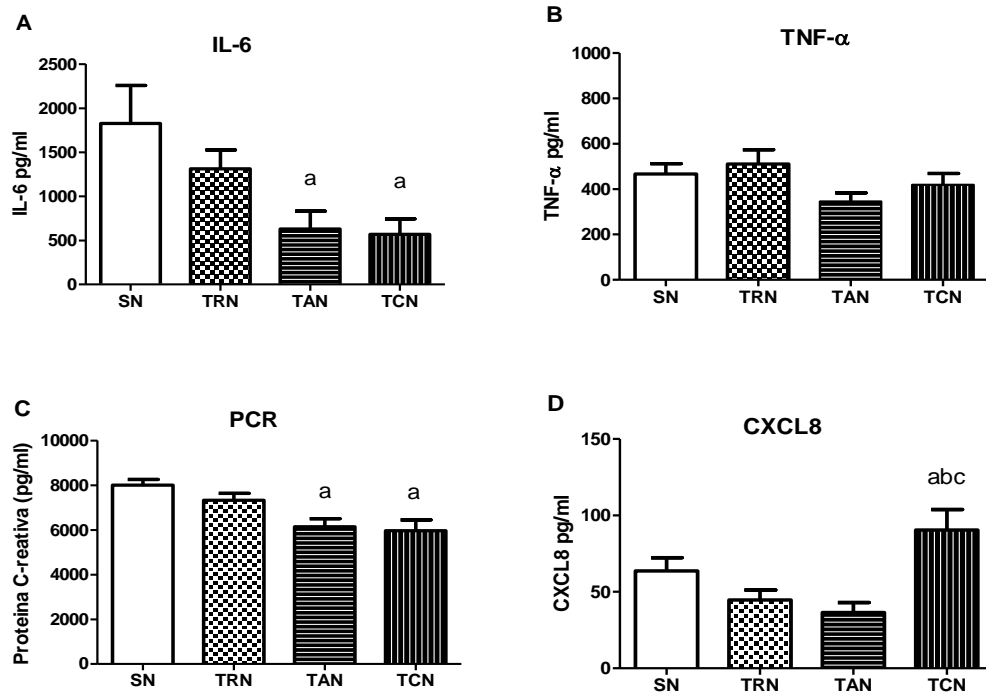 A
IL-6
IL-6 pg/ml
2500
2000
1500
1000
500
0
a
a
SN TRN TAN TCN
B
TNF-α
TNF-α pg/ml
1000
800
600
400
200
0
SN TRN TAN TCN
C
PCR
Proteina C-reativa (pg/ml)
10000
8000
6000
4000
2000
0
a
a
SN TRN TAN TCN
D
CXCL8
CXCL8 pg/ml
150
100
50
0
abc
SN TRN TAN TCN